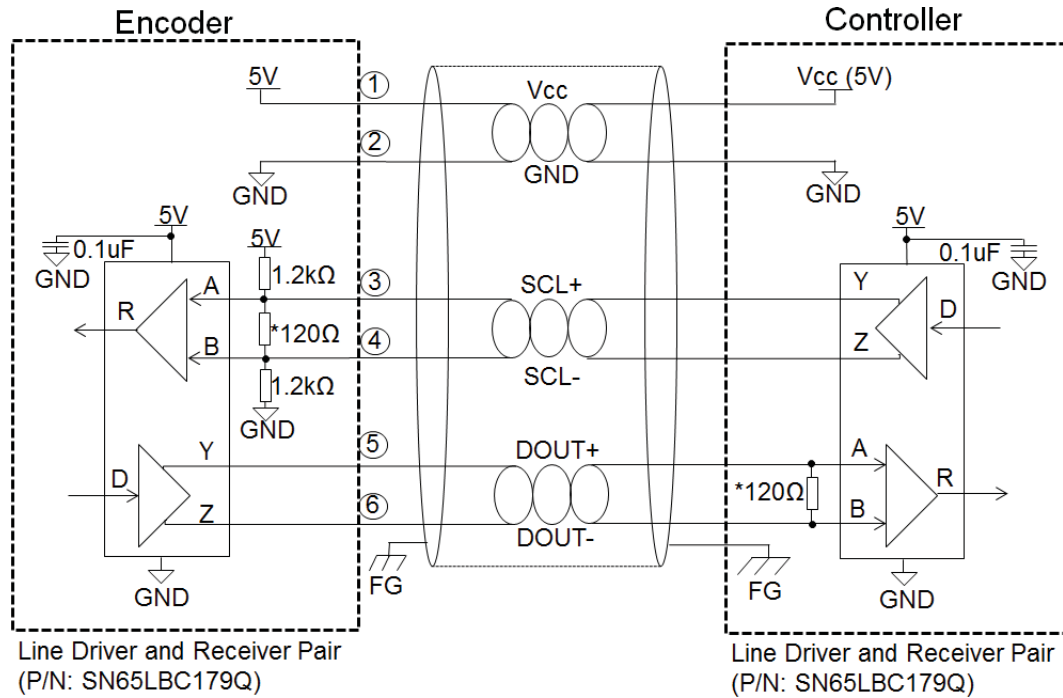 Encoder
Controller
5V
①
Vcc
Vcc (5V)
②
GND
GND
GND
5V
0.1uF
GND
5V
1.2kΩ
③
SCL+
A
R
*120Ω
B
④
SCL-
1.2kΩ
GND
5V
0.1uF
GND
Y
D
Z
Y
⑤
DOUT+
D
Z
⑥
DOUT-
A
*120Ω
R
B
FG
FG
GND
GND
Line Driver and Receiver Pair
(P/N: SN65LBC179Q)
Line Driver and Receiver Pair
(P/N: SN65LBC179Q)